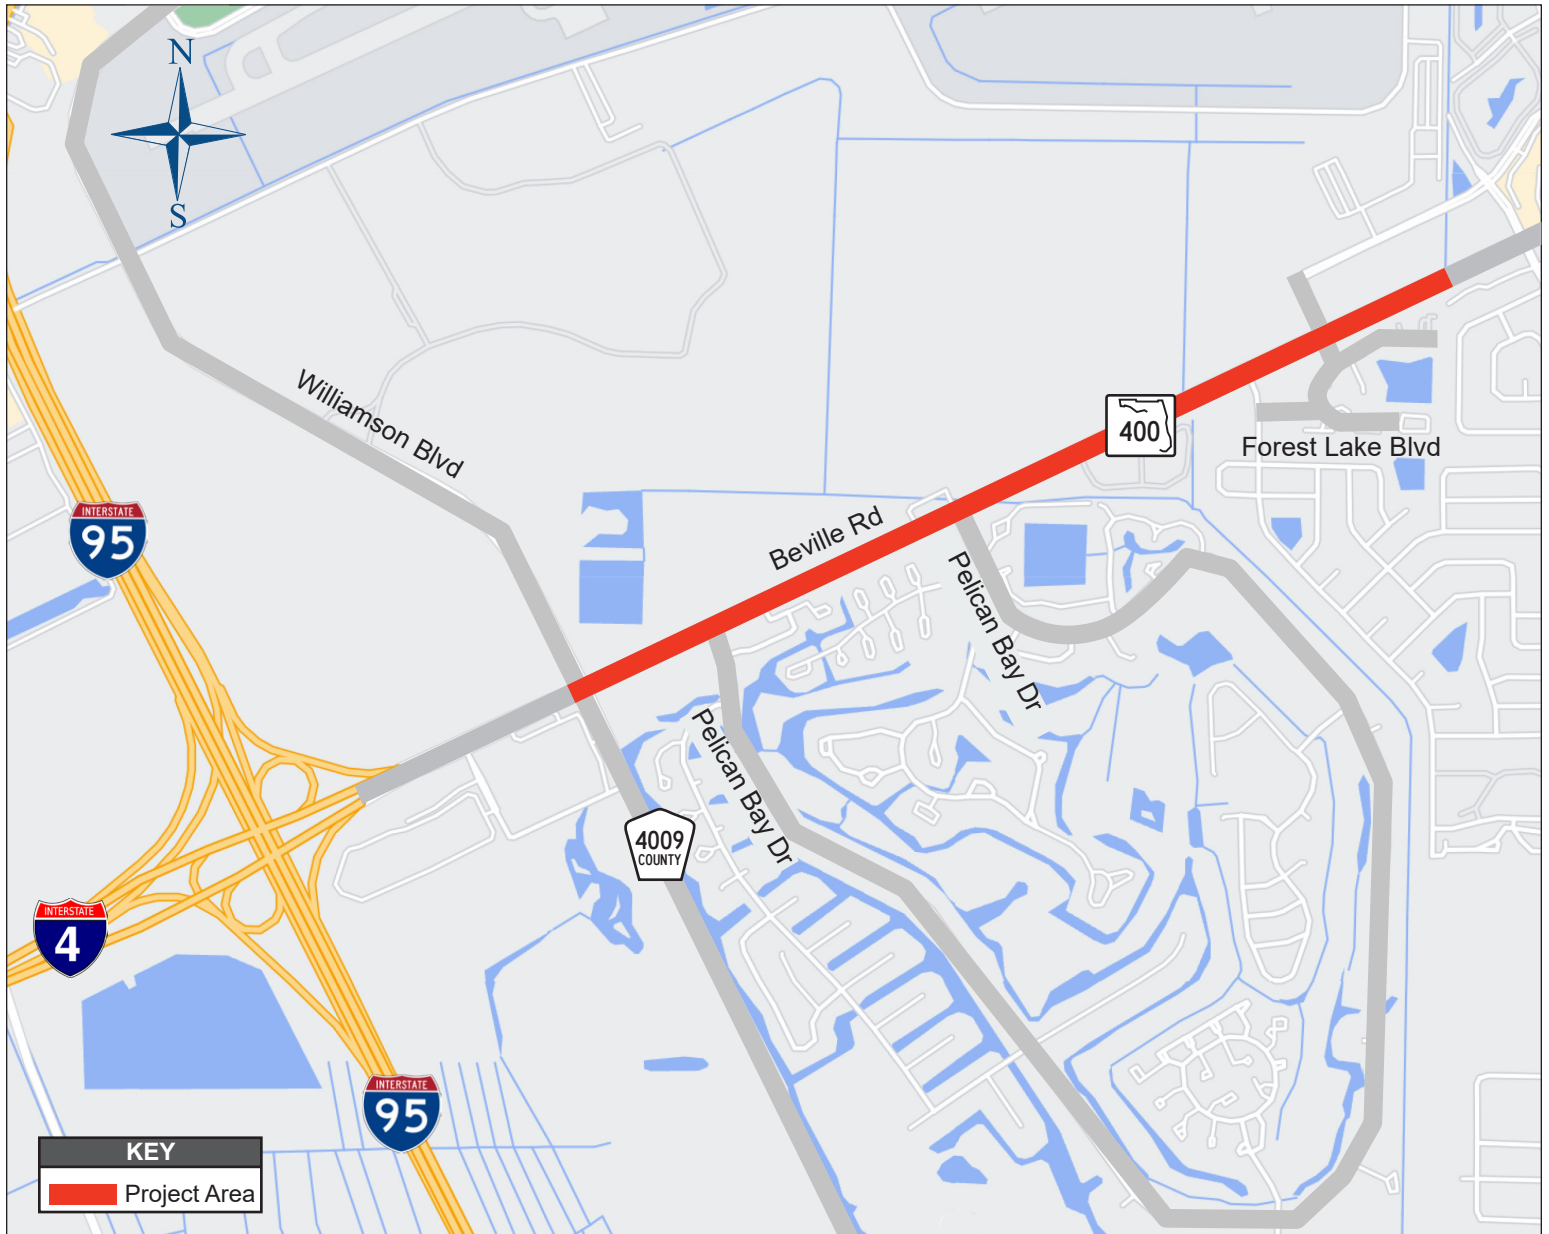 N
S
Williamson Blvd
400
Forest Lake Blvd
INTERSTATE
95
Beville Rd
Pelican Bay Dr
Pelican Bay Dr
4009
COUNTY
INTERSTATE
4
INTERSTATE
95
KEY
Project Area